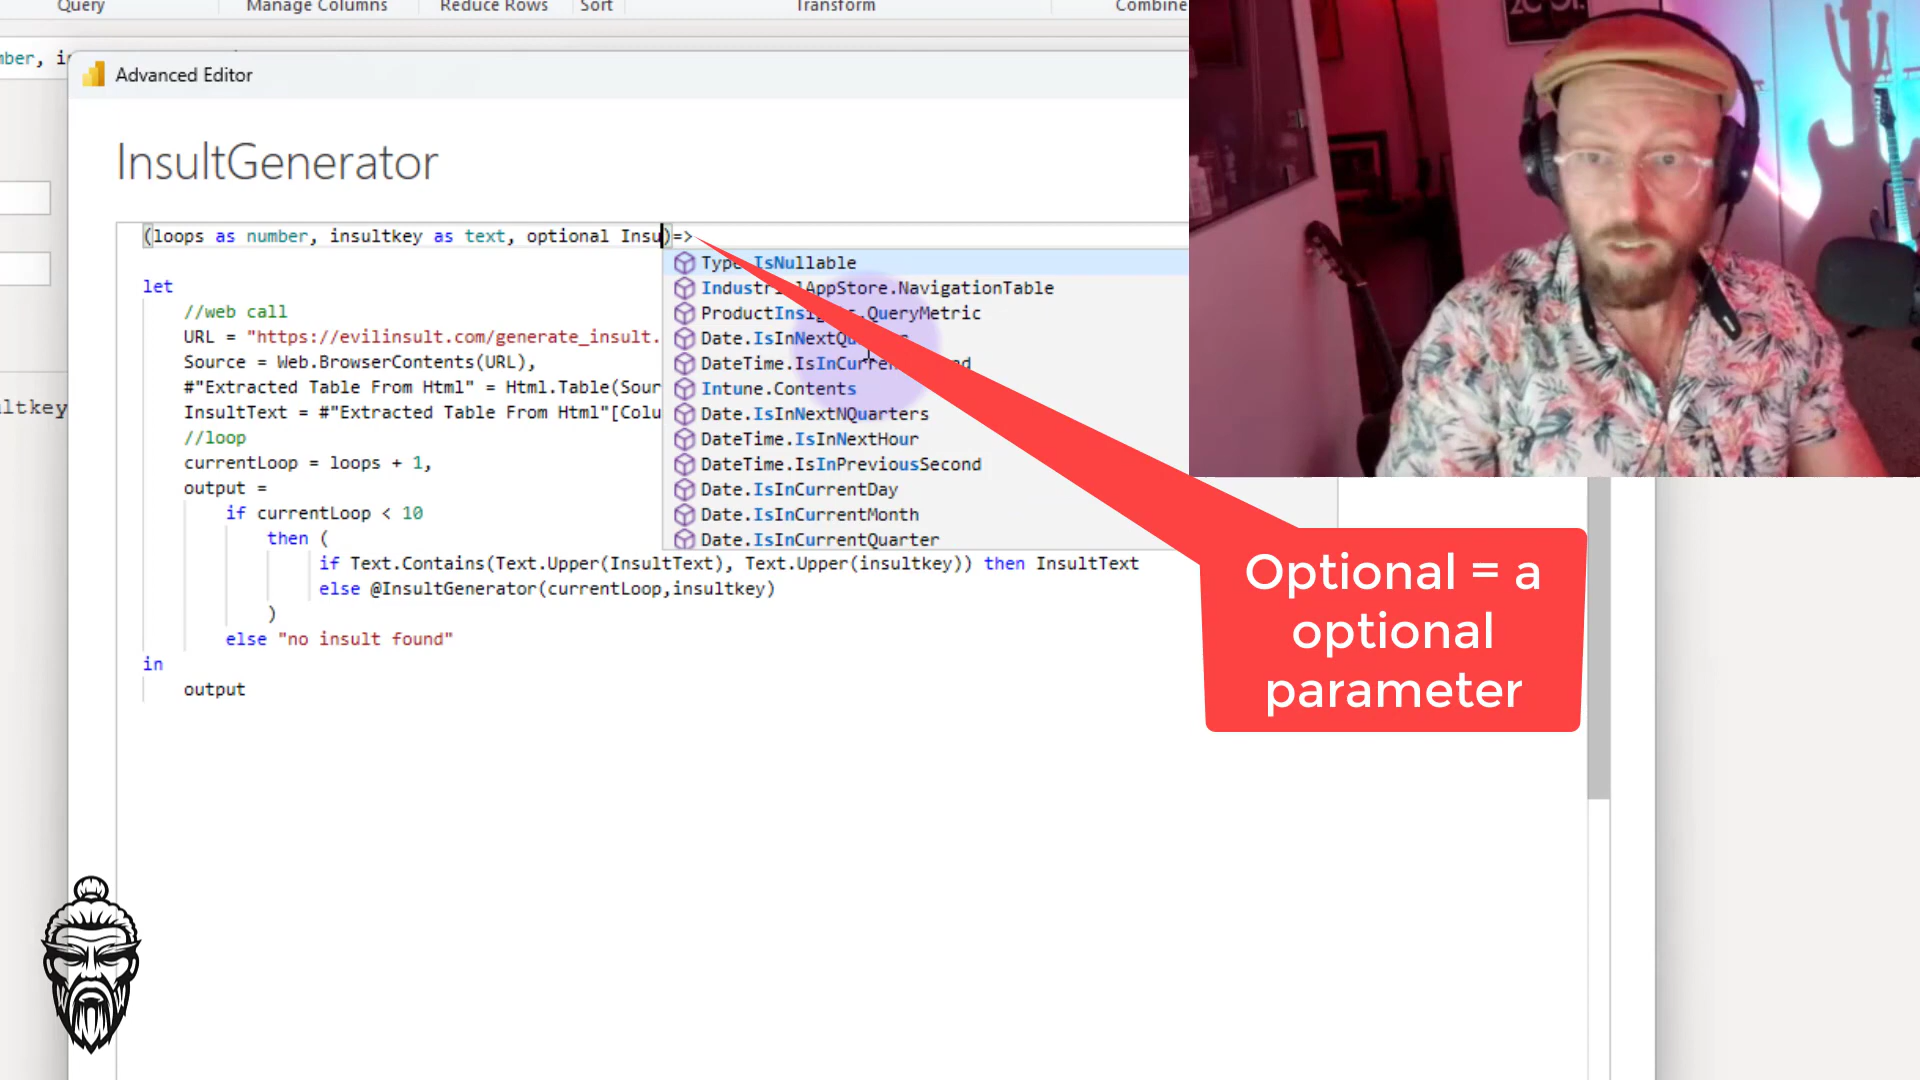 Query
Manage Columns
Reduce Rows
Sort
Transform
Combine
Advanced Editor
InsultGenerator
(loops as number, insultkey as text, optional Insu)=>
let
//web call
URL = "https://evilinsult.com/generate_insult.
Source = Web.BrowserContents(URL),
#"Extracted Table From Html" = Html.Table(Sour
InsultText = #"Extracted Table From Html"[Colu
//loop
currentLoop = loops + 1,
output =
if currentLoop < 10
then (
if Text.Contains(Text.Upper(InsultText), Text.Upper(insultkey)) then InsultText
else @InsultGenerator(currentLoop,insultkey)
)
else "no insult found"
in
output
Type.IsNullable
IndustrialAppStore.NavigationTable
ProductInsights.QueryMetric
Date.IsInNextQuarter
DateTime.IsInCurrentSecond
Intune.Contents
Date.IsInNextNQuarters
DateTime.IsInNextHour
DateTime.IsInPreviousSecond
Date.IsInCurrentDay
Date.IsInCurrentMonth
Date.IsInCurrentQuarter
Optional = a
optional
parameter